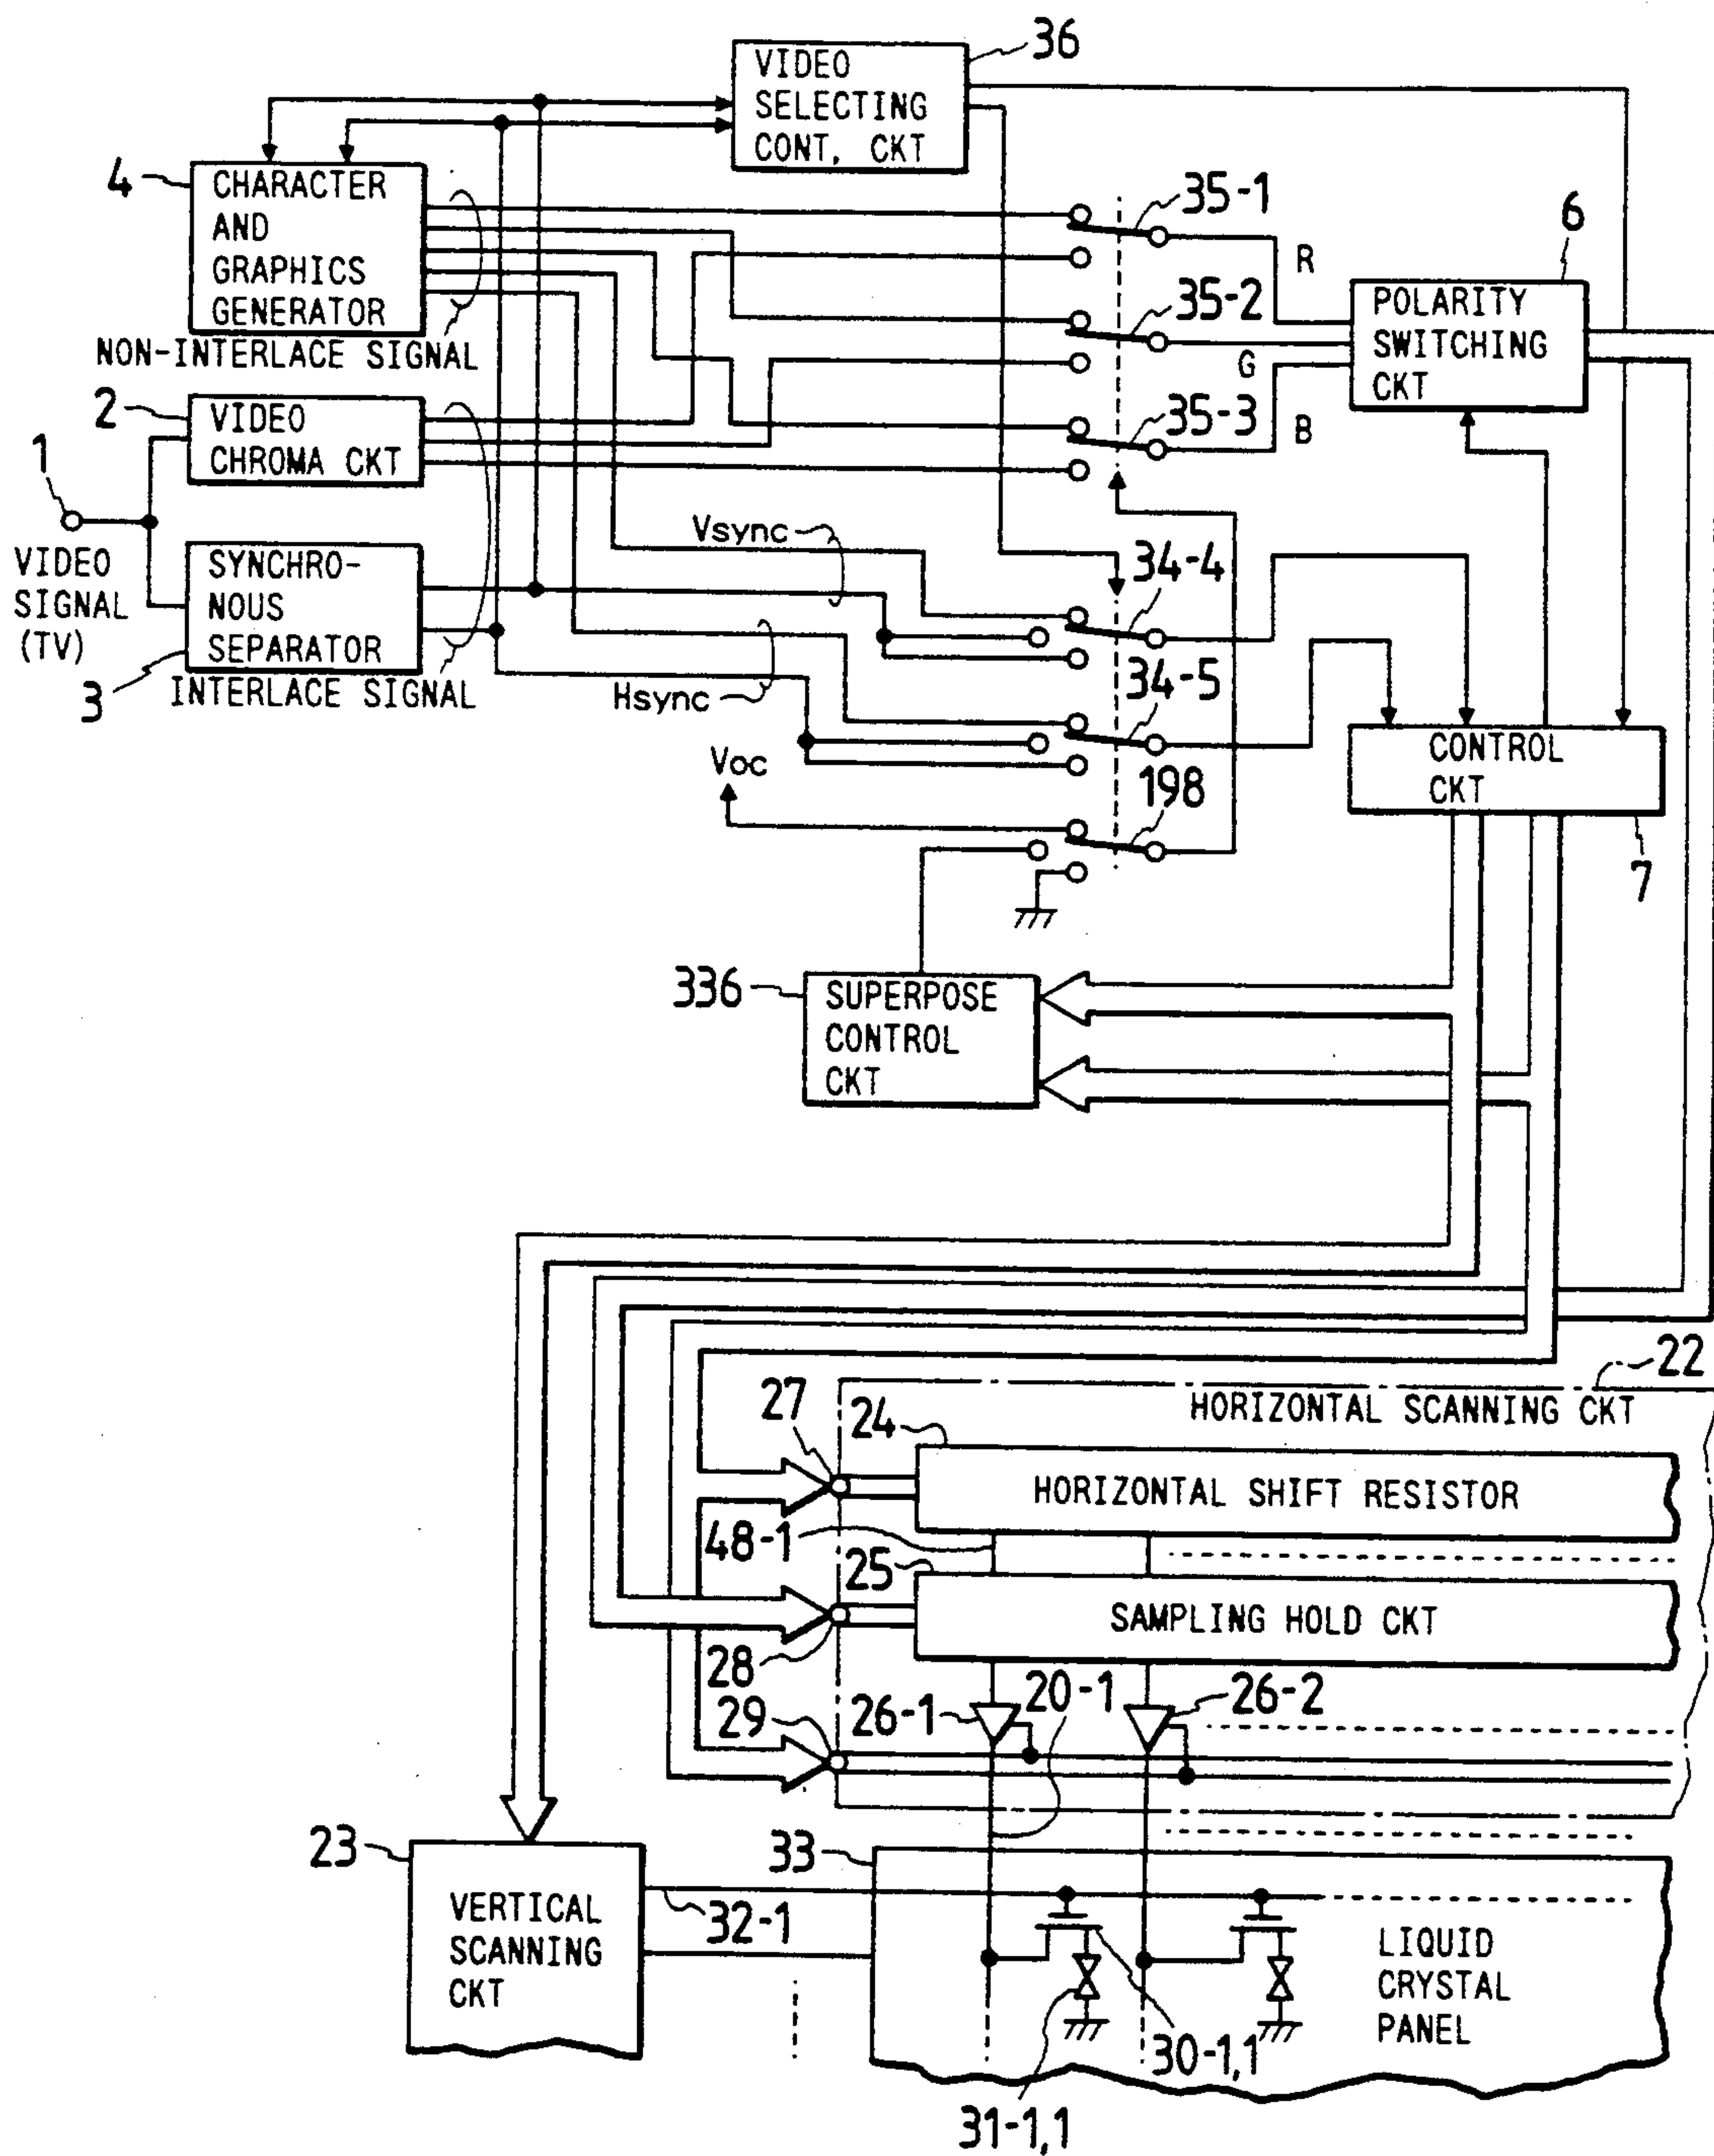 36
VIDEO
SELECTING
CONT, CKT
4
CHARACTER
AND
GRAPHICS
GENERATOR
NON-INTERLACE SIGNAL
35-1
R
35-2
G
35-3
B
6
POLARITY
SWITCHING
CKT
2
VIDEO
CHROMA CKT
1
VIDEO
SIGNAL
(TV)
SYNCHRO-
NOUS
SEPARATOR
3
INTERLACE SIGNAL
Vsync
Hsync
34-4
34-5
Voc
198
CONTROL
CKT
7
336
SUPERPOSE
CONTROL
CKT
22
HORIZONTAL SCANNING CKT
27
24
HORIZONTAL SHIFT RESISTOR
48-1
25
SAMPLING HOLD CKT
28
29
26-1
20-1
26-2
23
VERTICAL
SCANNING
CKT
32-1
33
LIQUID
CRYSTAL
PANEL
30-1,1
31-1,1